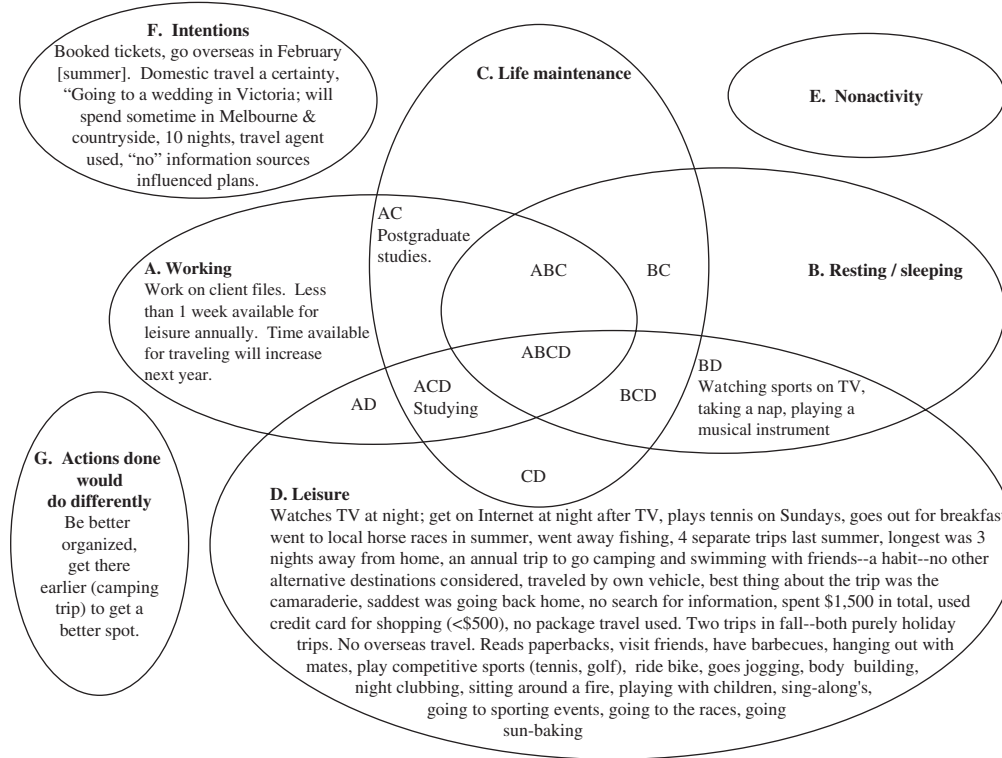 F. Intentions
Booked tickets, go overseas in February
[summer]. Domestic travel a certainty,
“Going to a wedding in Victoria; will
spend sometime in Melbourne &
countryside, 10 nights, travel agent
used, “no” information sources
influenced plans.
C. Life maintenance
E. Nonactivity
AC
Postgraduate
studies.
ABC
BC
B. Resting / sleeping
A. Working
Work on client files. Less
than 1 week available for
leisure annually. Time available
for traveling will increase
next year.
ABCD
AD
ACD
Studying
BCD
BD
Watching sports on TV,
taking a nap, playing a
musical instrument
G. Actions done
would
do differently
Be better
organized,
get there
earlier (camping
trip) to get a
better spot.
CD
D. Leisure
Watches TV at night; get on Internet at night after TV, plays tennis on Sundays, goes out for breakfast
went to local horse races in summer, went away fishing, 4 separate trips last summer, longest was 3
nights away from home, an annual trip to go camping and swimming with friends--a habit--no other
alternative destinations considered, traveled by own vehicle, best thing about the trip was the
camaraderie, saddest was going back home, no search for information, spent $1,500 in total, used
credit card for shopping (<$500), no package travel used. Two trips in fall--both purely holiday
trips. No overseas travel. Reads paperbacks, visit friends, have barbecues, hanging out with
mates, play competitive sports (tennis, golf), ride bike, goes jogging, body building,
night clubbing, sitting around a fire, playing with children, sing-along's,
going to sporting events, going to the races, going
sun-baking